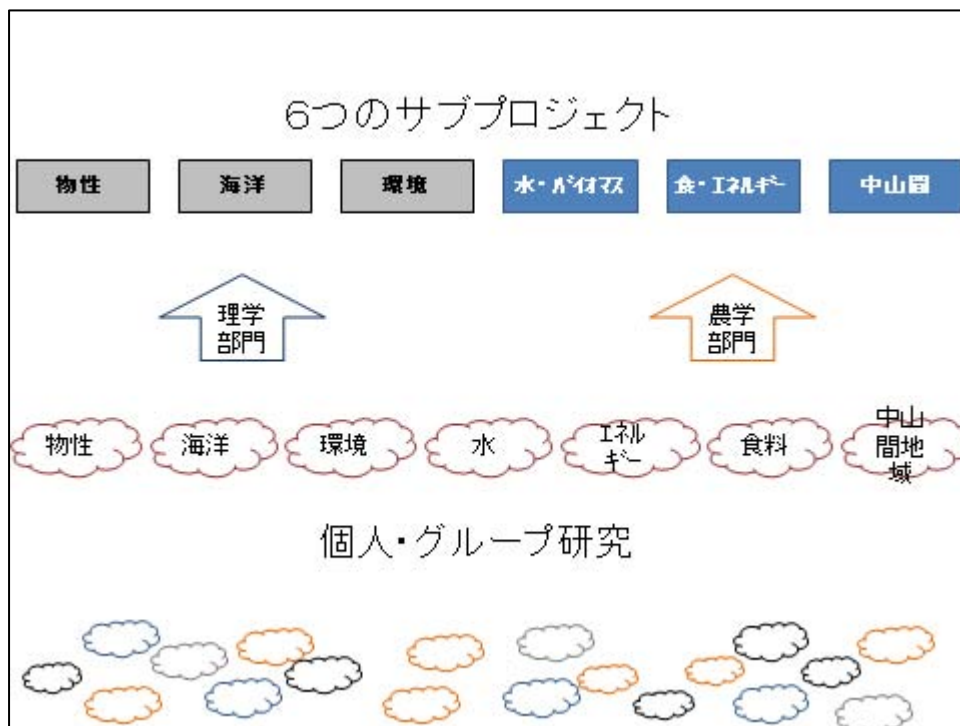 6つのサブプロジェクト
物性
海洋
環境
水・バイオマス
食・エネルギー
中山間
理学
部門
農学
部門
物性
海洋
環境
水
エネル
ギー
食料
中山
間地
域
個人・グループ研究